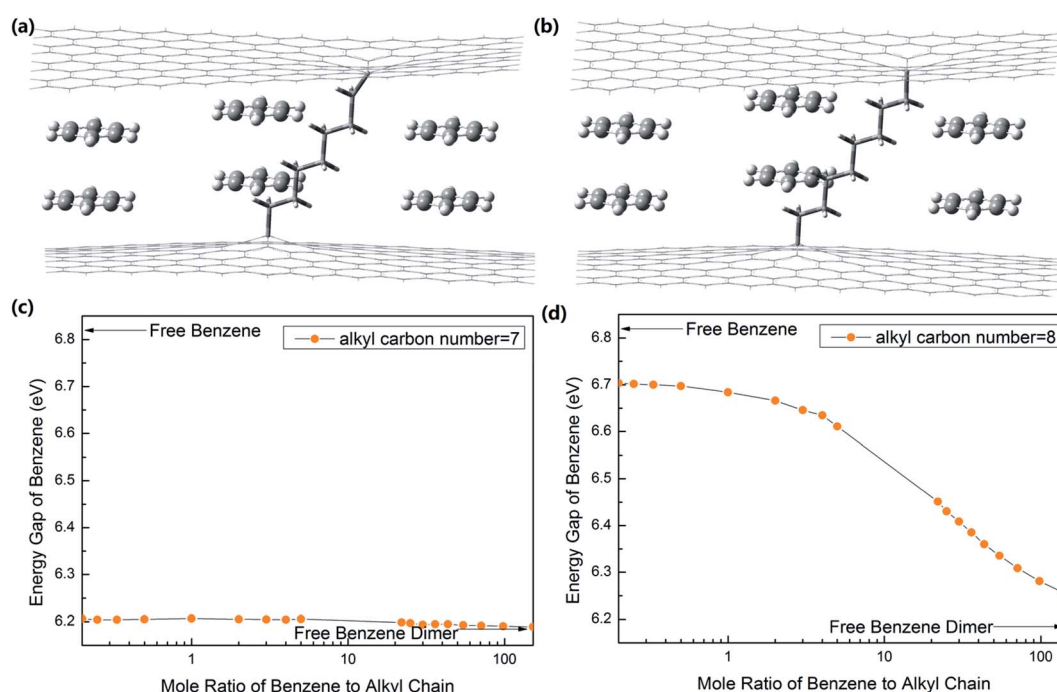 (a)
(b)
(c)
6.8
6.7
6.6
6.5
6.4
6.3
6.2
Energy Gap of Benzene (eV)
Free Benzene
alkyl carbon number=7
Free Benzene Dimer
1
10
100
Mole Ratio of Benzene to Alkyl Chain
(d)
6.8
6.7
6.6
6.5
6.4
6.3
6.2
Energy Gap of Benzene (eV)
Free Benzene
alkyl carbon number=8
Free Benzene Dimer
1
10
100
Mole Ratio of Benzene to Alkyl Chain